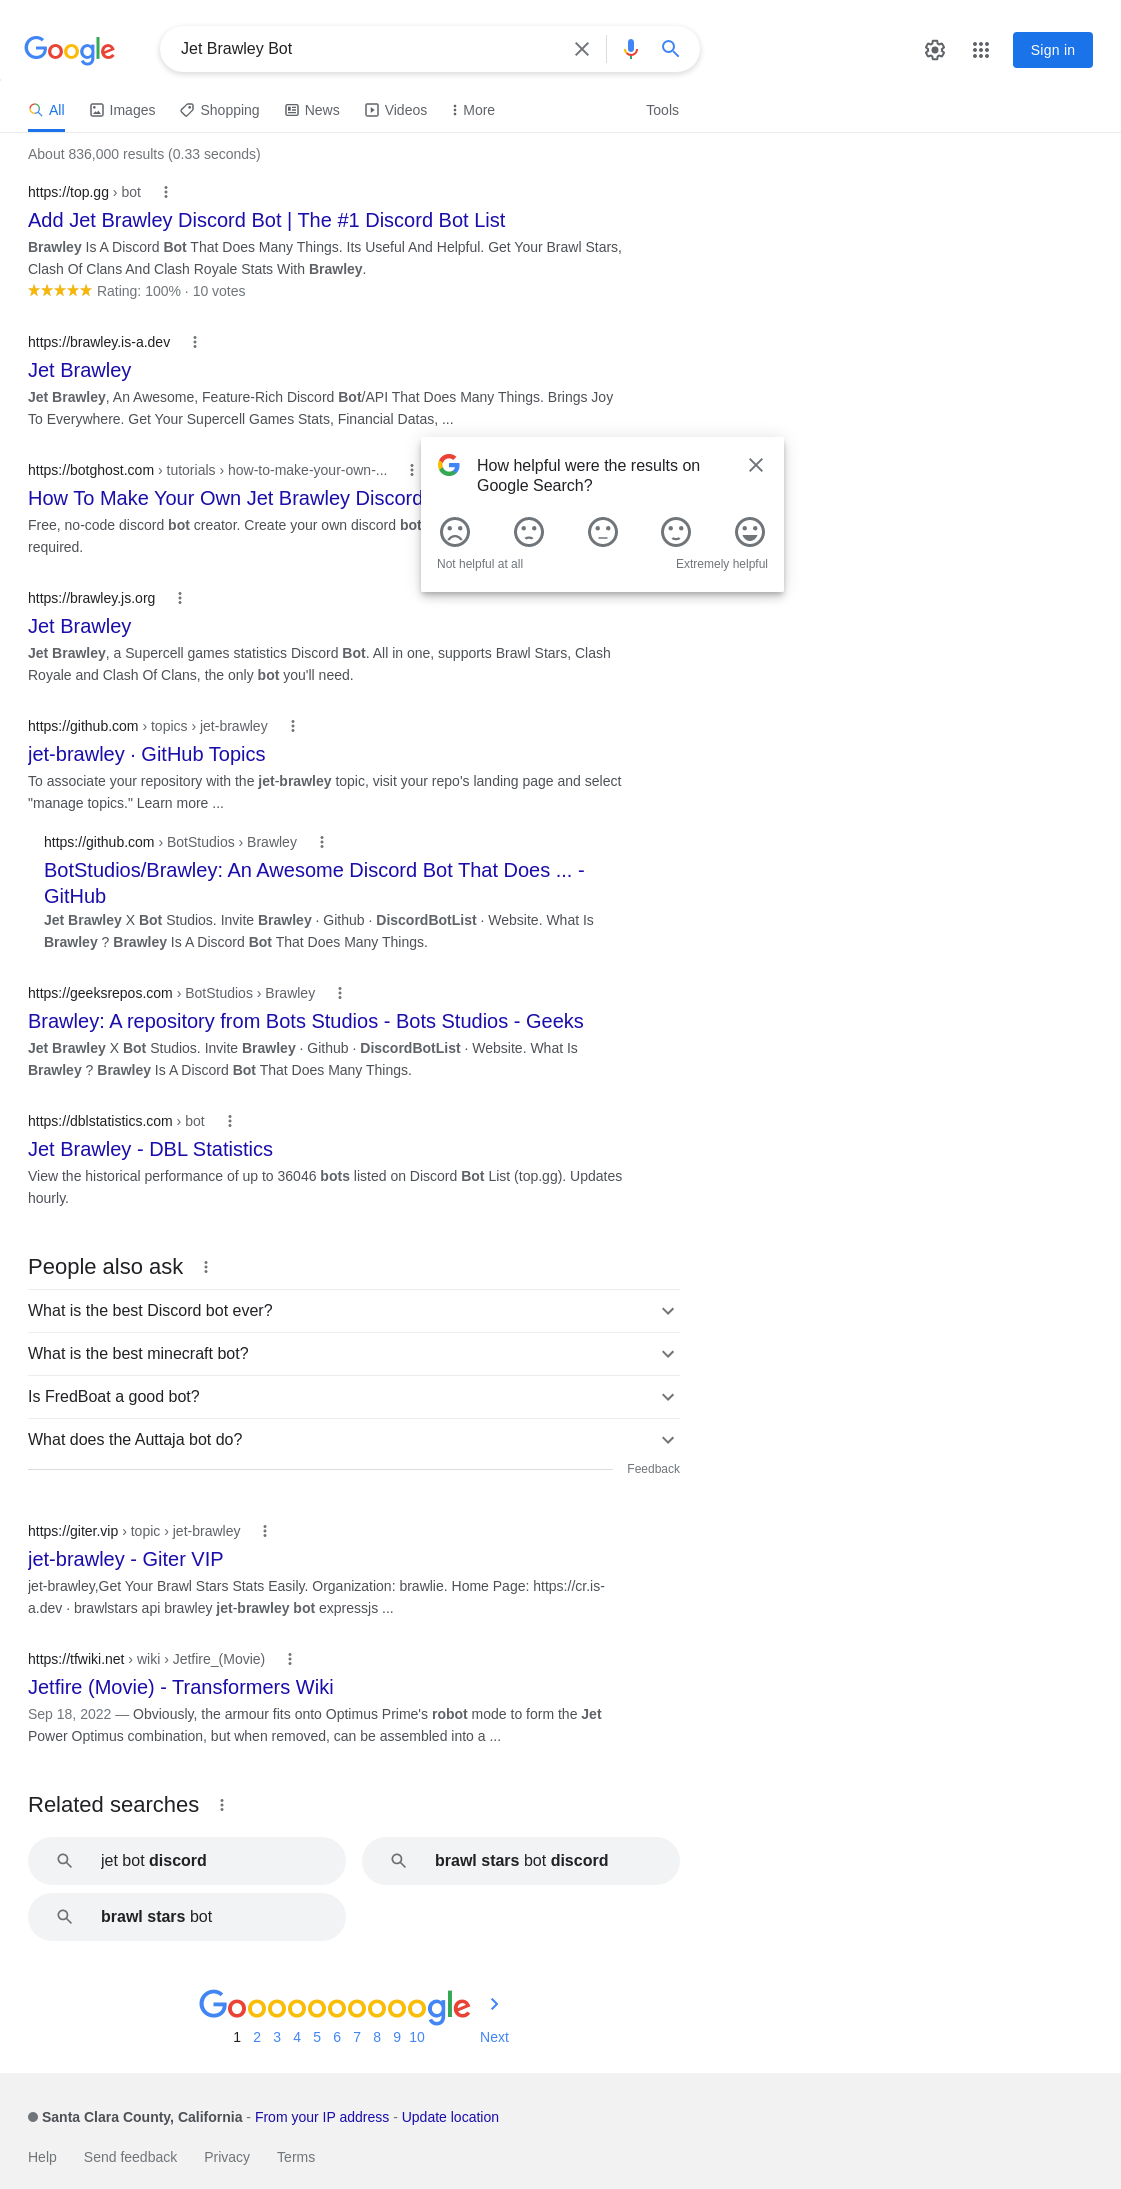 Google
Jet Brawley Bot
Sign in
All
Images
Shopping
News
Videos
More
Tools
About 836,000 results (0.33 seconds)
https://top.gg › bot
Add Jet Brawley Discord Bot | The #1 Discord Bot List
Brawley Is A Discord Bot That Does Many Things. Its Useful And Helpful. Get Your Brawl Stars,
Clash Of Clans And Clash Royale Stats With Brawley.
Rating: 100% · 10 votes
https://brawley.is-a.dev
Jet Brawley
Jet Brawley, An Awesome, Feature-Rich Discord Bot/API That Does Many Things. Brings Joy
To Everywhere. Get Your Supercell Games Stats, Financial Datas, ...
https://botghost.com › tutorials › how-to-make-your-own-...
How To Make Your Own Jet Brawley Discord
Free, no-code discord bot creator. Create your own discord bot
required.
How helpful were the results on
Google Search?
Not helpful at all
Extremely helpful
https://brawley.js.org
Jet Brawley
Jet Brawley, a Supercell games statistics Discord Bot. All in one, supports Brawl Stars, Clash
Royale and Clash Of Clans, the only bot you'll need.
https://github.com › topics › jet-brawley
jet-brawley · GitHub Topics
To associate your repository with the jet-brawley topic, visit your repo's landing page and select
"manage topics." Learn more ...
https://github.com › BotStudios › Brawley
BotStudios/Brawley: An Awesome Discord Bot That Does ... -
GitHub
Jet Brawley X Bot Studios. Invite Brawley · Github · DiscordBotList · Website. What Is
Brawley ? Brawley Is A Discord Bot That Does Many Things.
https://geeksrepos.com › BotStudios › Brawley
Brawley: A repository from Bots Studios - Bots Studios - Geeks
Jet Brawley X Bot Studios. Invite Brawley · Github · DiscordBotList · Website. What Is
Brawley ? Brawley Is A Discord Bot That Does Many Things.
https://dblstatistics.com › bot
Jet Brawley - DBL Statistics
View the historical performance of up to 36046 bots listed on Discord Bot List (top.gg). Updates
hourly.
People also ask
What is the best Discord bot ever?
What is the best minecraft bot?
Is FredBoat a good bot?
What does the Auttaja bot do?
Feedback
https://giter.vip › topic › jet-brawley
jet-brawley - Giter VIP
jet-brawley,Get Your Brawl Stars Stats Easily. Organization: brawlie. Home Page: https://cr.is-
a.dev · brawlstars api brawley jet-brawley bot expressjs ...
https://tfwiki.net › wiki › Jetfire_(Movie)
Jetfire (Movie) - Transformers Wiki
Sep 18, 2022 — Obviously, the armour fits onto Optimus Prime's robot mode to form the Jet
Power Optimus combination, but when removed, can be assembled into a ...
Related searches
jet bot discord
brawl stars bot discord
brawl stars bot
Goooooooooogle
1 2 3 4 5 6 7 8 9 10 Next
Santa Clara County, California - From your IP address - Update location
Help Send feedback Privacy Terms